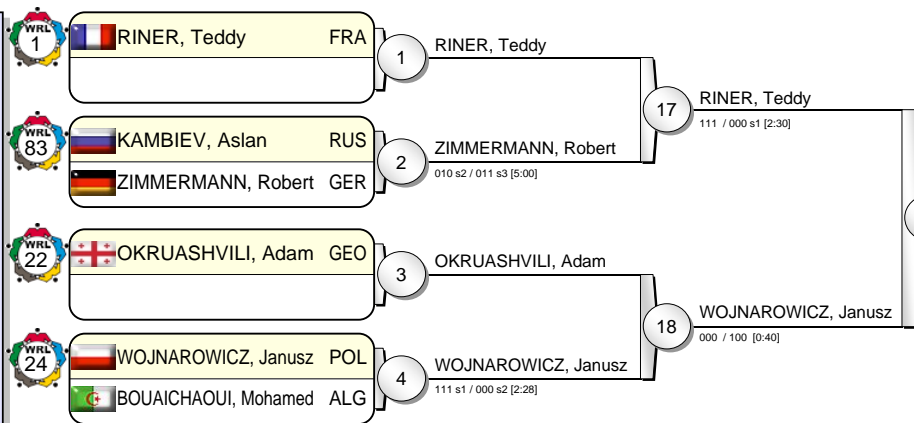 WRL
1
RINER, Teddy FRA
1
RINER, Teddy
17
RINER, Teddy
111 / 000 s1 [2:30]
WRL
83
KAMBIEV, Aslan RUS
ZIMMERMANN, Robert GER
2
ZIMMERMANN, Robert
010 s2 / 011 s3 [5:00]
WRL
22
OKRUASHVILI, Adam GEO
3
OKRUASHVILI, Adam
18
WOJNAROWICZ, Janusz
000 / 100 [0:40]
WRL
24
WOJNAROWICZ, Janusz POL
BOUAICHAOUI, Mohamed ALG
4
WOJNAROWICZ, Janusz
111 s1 / 000 s2 [2:28]